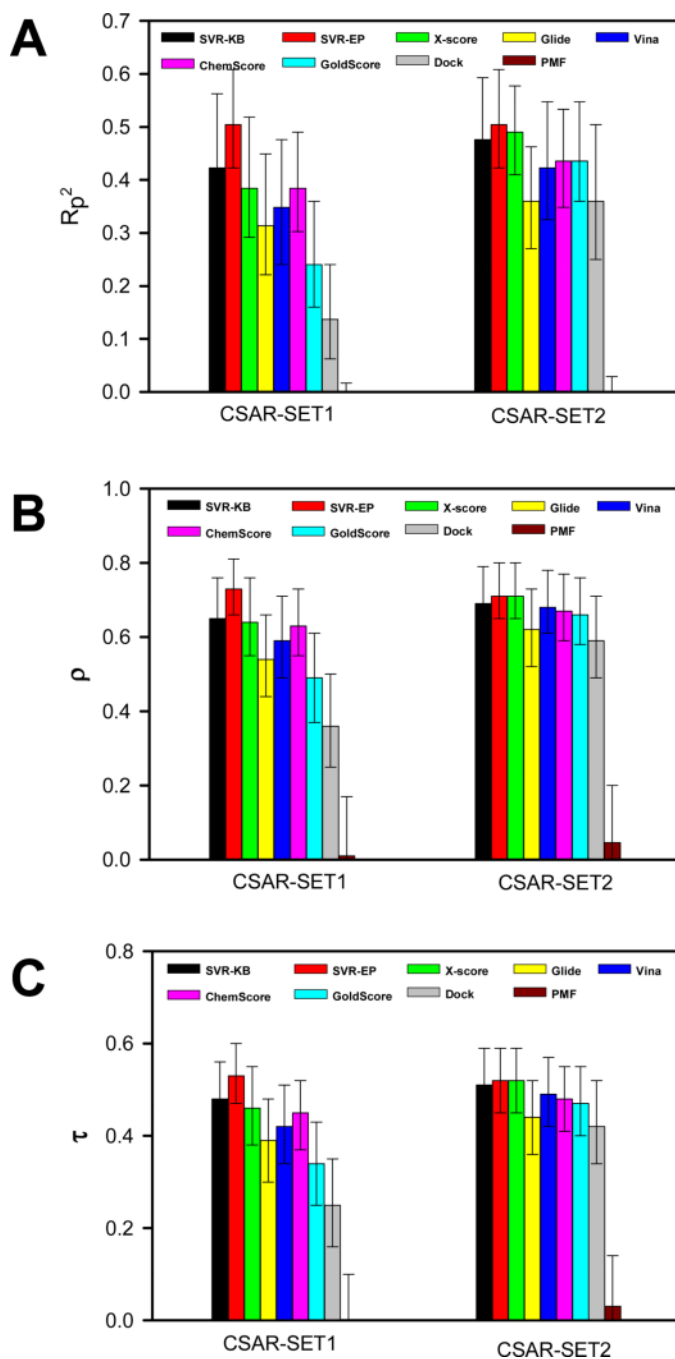 A
0.7
SVR-KB SVR-EP X-score Glide Vina
ChemScore GoldScore Dock PMF
0.6
0.5
0.4
0.3
0.2
0.1
0.0
Rp²
CSAR-SET1 CSAR-SET2
B
1.0
SVR-KB SVR-EP X-score Glide Vina
ChemScore GoldScore Dock PMF
0.8
0.6
0.4
0.2
0.0
ρ
CSAR-SET1 CSAR-SET2
C
0.8
SVR-KB SVR-EP X-score Glide Vina
ChemScore GoldScore Dock PMF
0.6
0.4
0.2
0.0
τ
CSAR-SET1 CSAR-SET2